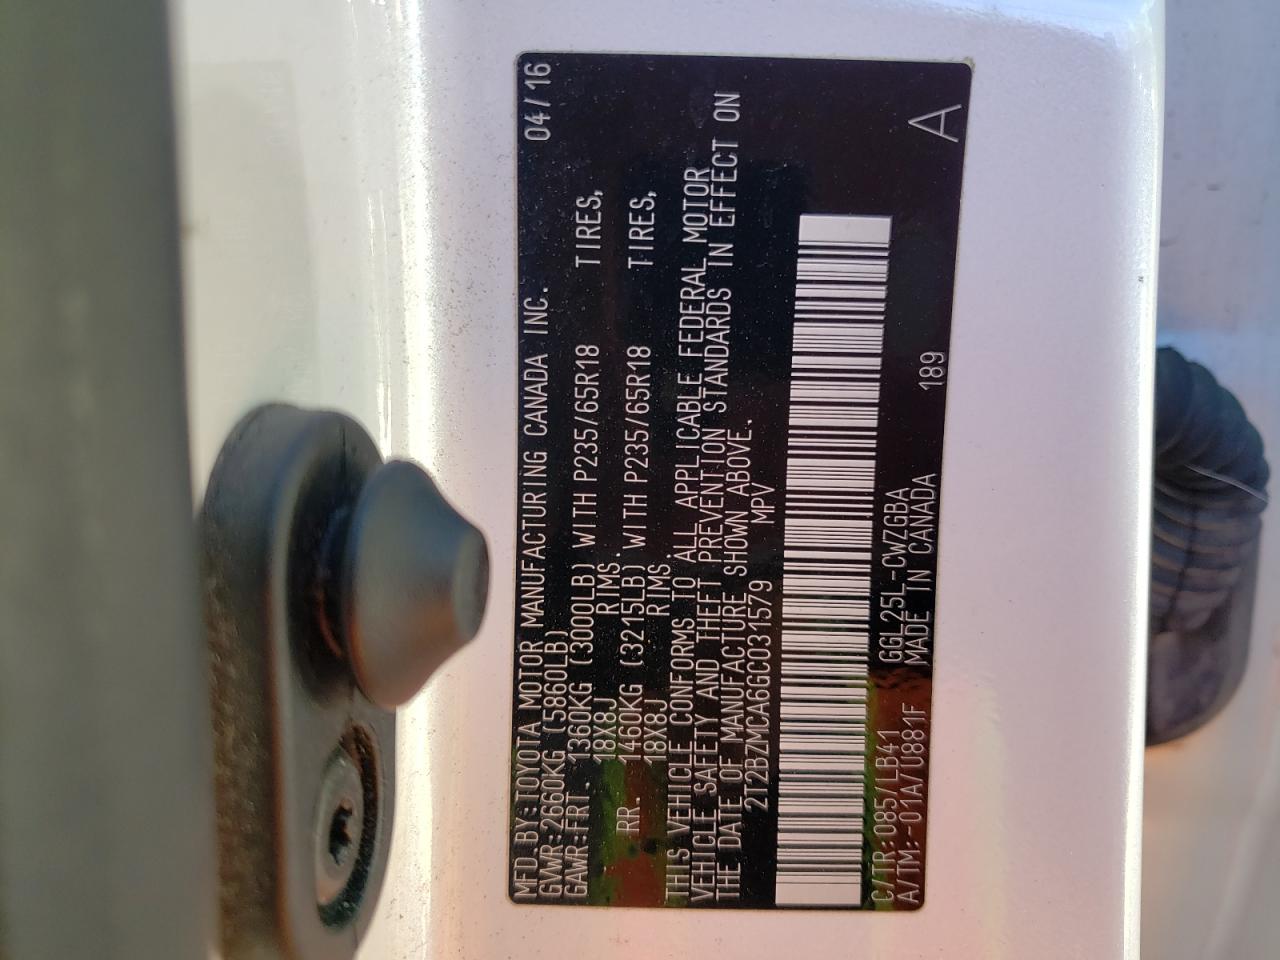 MFD.BY:TOYOTA MOTOR MANUFACTURING CANADA INC. 04/16
GVWR:2660KG (5860LB)
GAWR:FRT. 1360KG (3000LB) WITH P235/65R18 TIRES,
18X8J RIMS.
RR. 1460KG (3215LB) WITH P235/65R18 TIRES,
18X8J RIMS.
THIS VEHICLE CONFORMS TO ALL APPLICABLE FEDERAL MOTOR
VEHICLE SAFETY AND THEFT PREVENTION STANDARDS IN EFFECT ON
THE DATE OF MANUFACTURE SHOWN ABOVE.
2T2BZMCA6GC031579 MPV
C/TR:085/LB41 GGL25L-CWZGBA
A/TM:-01A/U881F MADE IN CANADA 189 A